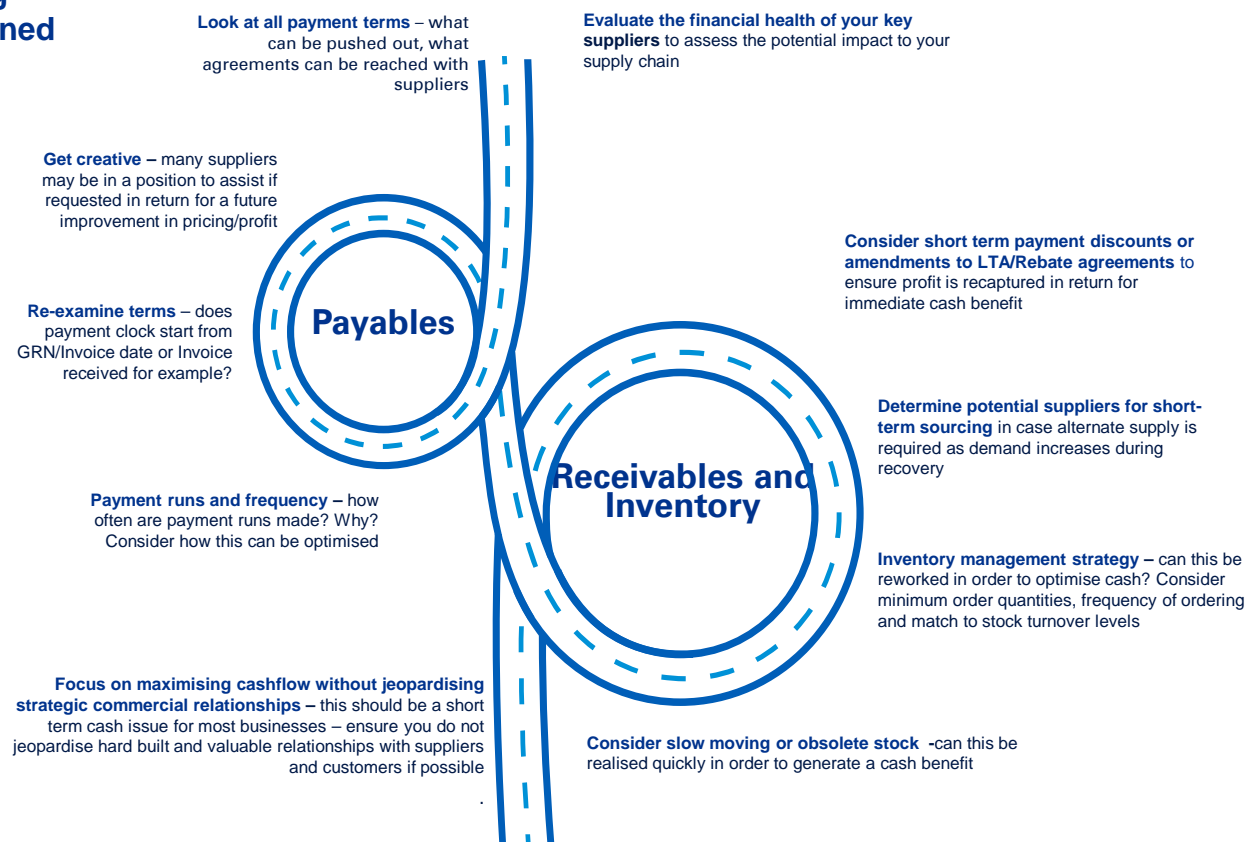 ned
Look at all payment terms – what
can be pushed out, what
agreements can be reached with
suppliers
Evaluate the financial health of your key
suppliers to assess the potential impact to your
supply chain
Get creative – many suppliers
may be in a position to assist if
requested in return for a future
improvement in pricing/profit
Re-examine terms – does
payment clock start from
GRN/Invoice date or Invoice
received for example?
Payables
Payment runs and frequency – how
often are payment runs made? Why?
Consider how this can be optimised
Focus on maximising cashflow without jeopardising
strategic commercial relationships – this should be a short
term cash issue for most businesses – ensure you do not
jeopardise hard built and valuable relationships with suppliers
and customers if possible
.
Consider short term payment discounts or
amendments to LTA/Rebate agreements to
ensure profit is recaptured in return for
immediate cash benefit
Receivables and
Inventory
Determine potential suppliers for short-
term sourcing in case alternate supply is
required as demand increases during
recovery
Inventory management strategy – can this be
reworked in order to optimise cash? Consider
minimum order quantities, frequency of ordering
and match to stock turnover levels
Consider slow moving or obsolete stock -can this be
realised quickly in order to generate a cash benefit